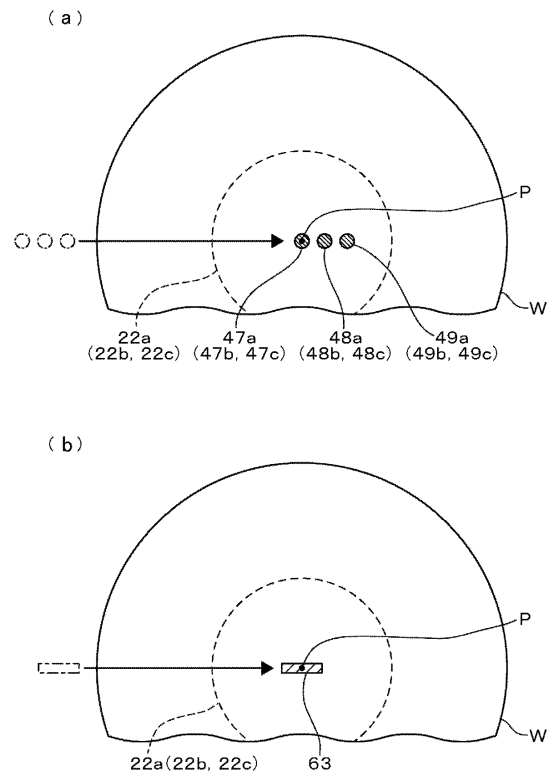 (a)
P
W
22a 47a 48a 49a
(22b, 22c) (47b, 47c) (48b, 48c) (49b, 49c)
(b)
P
W
22a(22b, 22c) 63